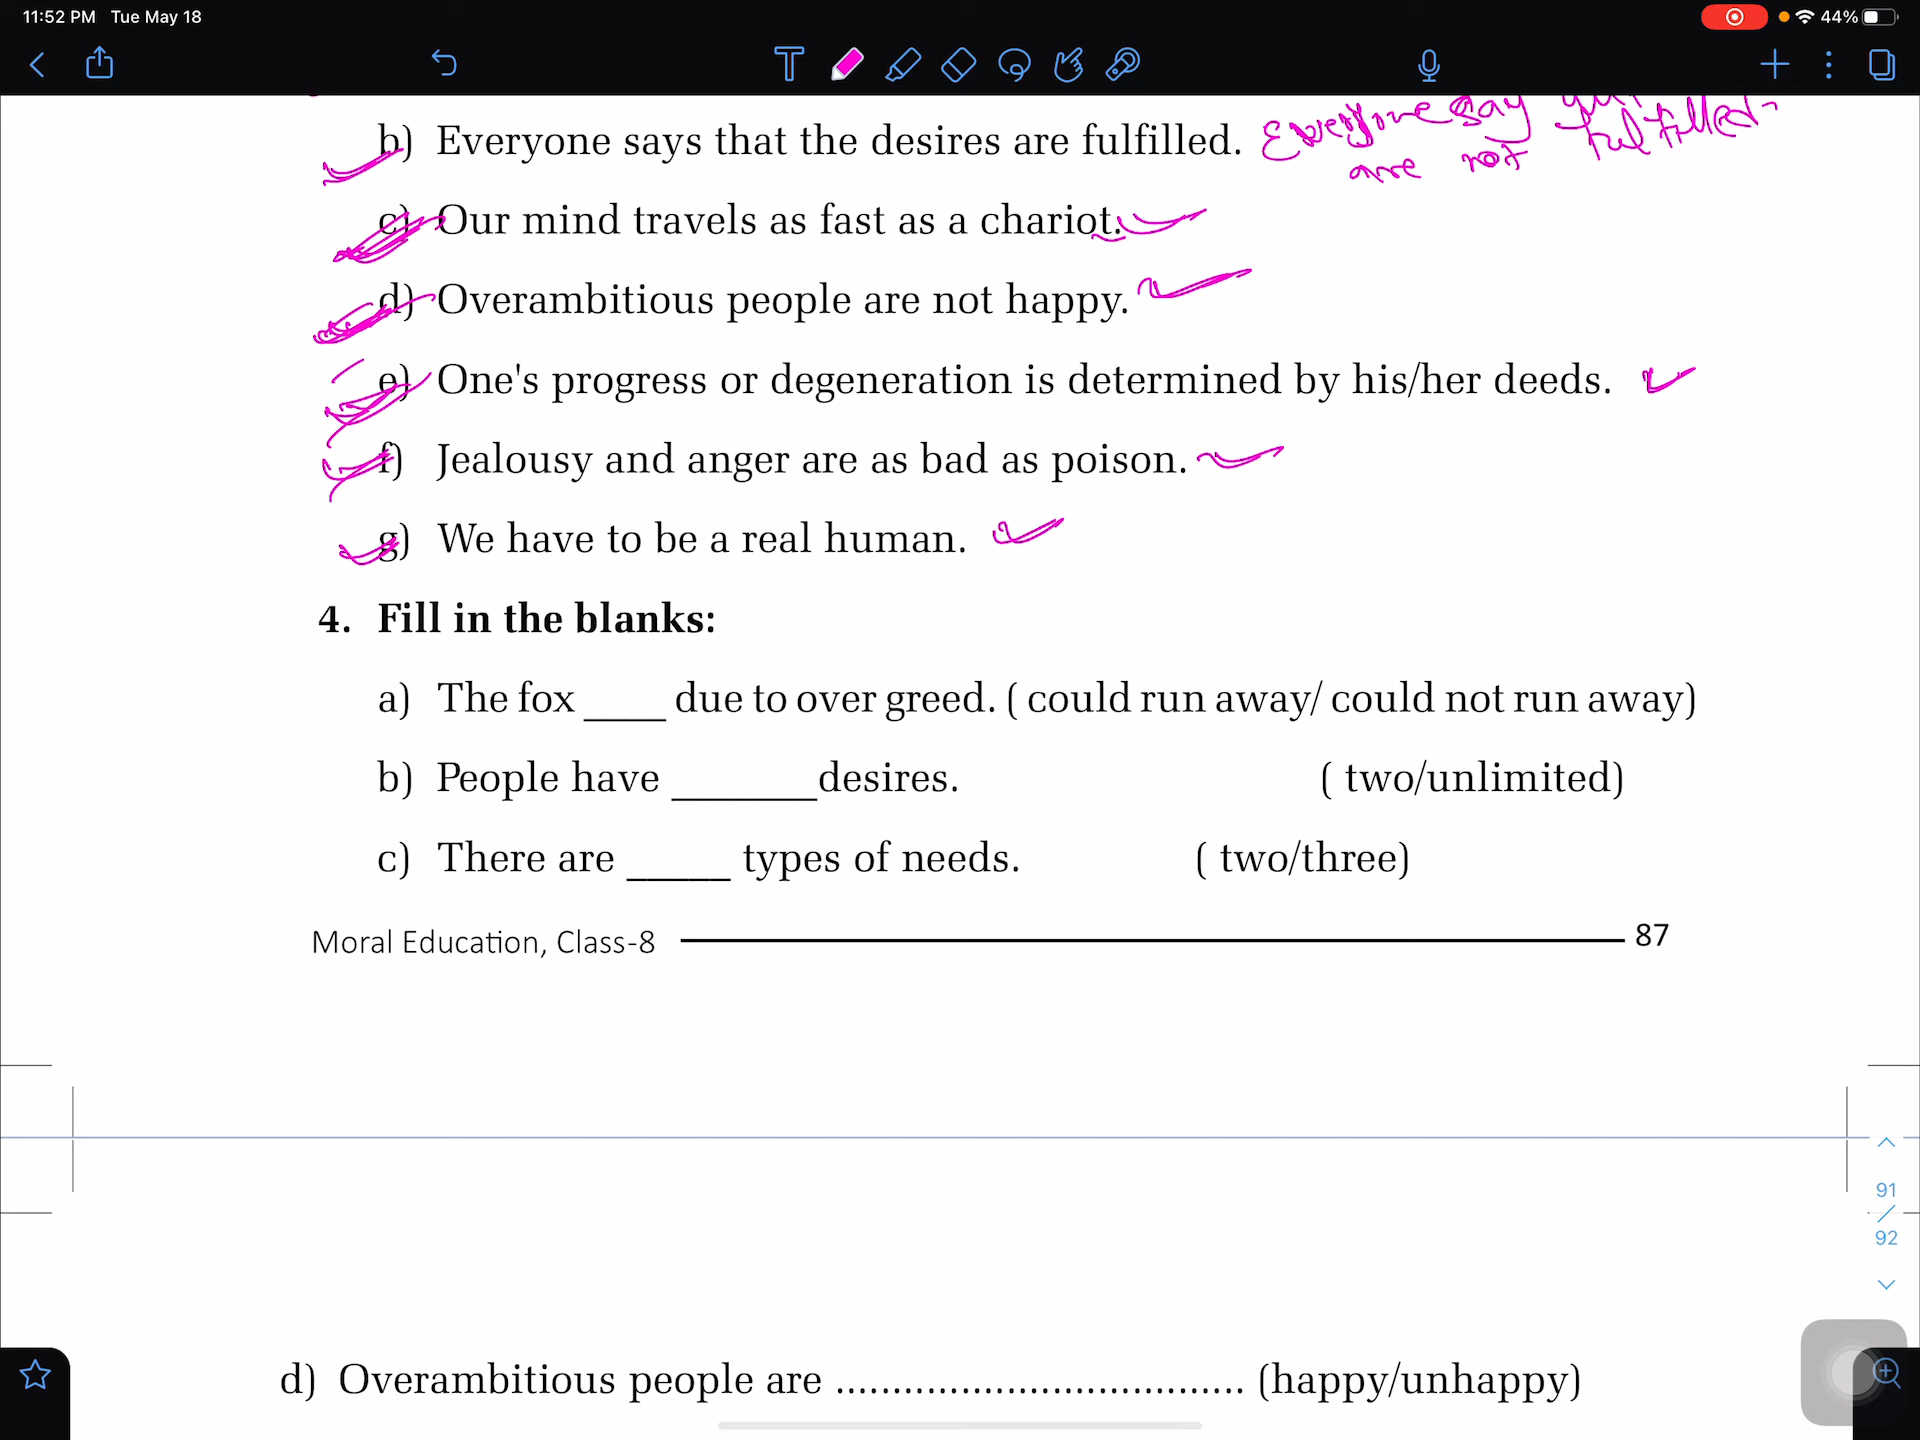 11:52 PM Tue May 18
44%
b) Everyone says that the desires are fulfilled.
Everyone say
fulfilled
are not
c) Our mind travels as fast as a chariot.
d) Overambitious people are not happy.
e) One's progress or degeneration is determined by his/her deeds.
f) Jealousy and anger are as bad as poison.
g) We have to be a real human.
4. Fill in the blanks:
a) The fox ____ due to over greed. ( could run away/ could not run away)
b) People have _______desires. ( two/unlimited)
c) There are _____ types of needs. ( two/three)
Moral Education, Class-8 87
91
92
d) Overambitious people are ................................... (happy/unhappy)